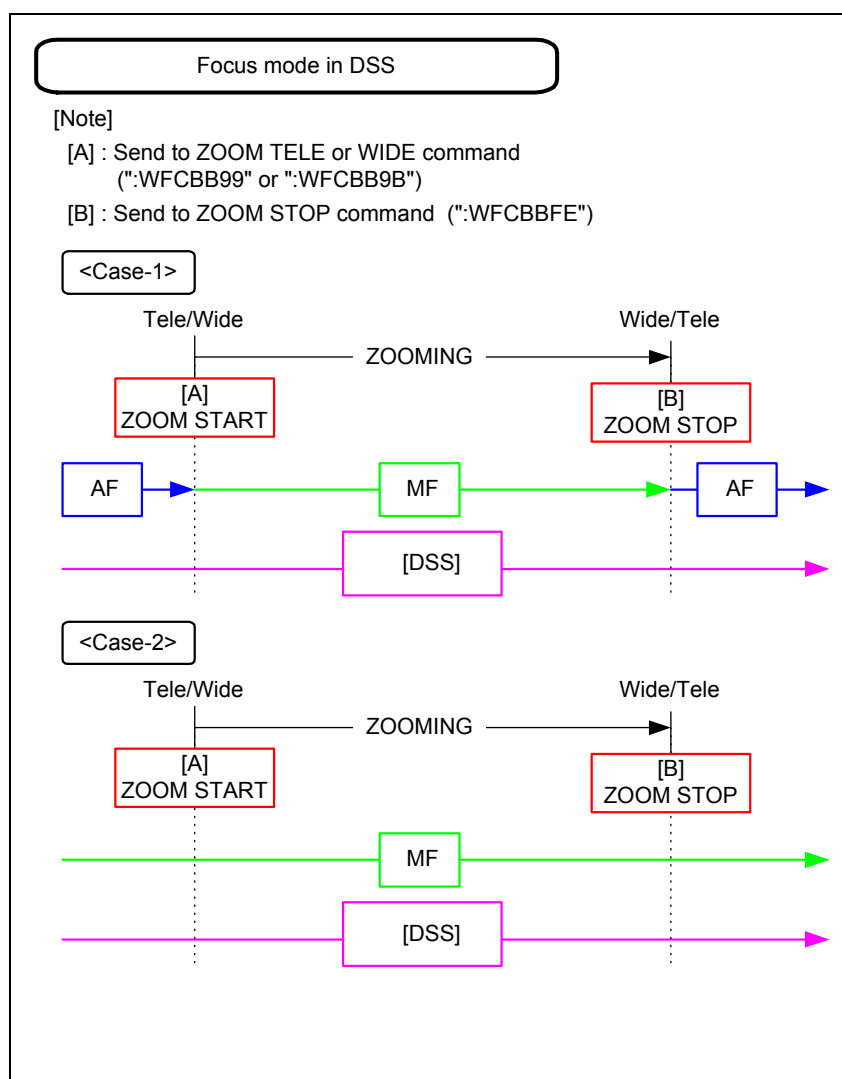 Focus mode in DSS
[Note]
[A] : Send to ZOOM TELE or WIDE command
(":WFCBB99" or ":WFCBB9B")
[B] : Send to ZOOM STOP command (":WFCBBFE")
<Case-1>
Tele/Wide
Wide/Tele
ZOOMING
[A]
ZOOM START
[B]
ZOOM STOP
AF
MF
AF
[DSS]
<Case-2>
Tele/Wide
Wide/Tele
ZOOMING
[A]
ZOOM START
[B]
ZOOM STOP
MF
[DSS]